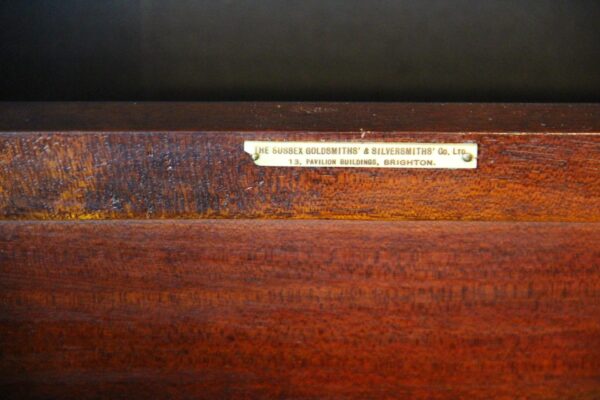 THE SUSSEX GOLDSMITHS' & SILVERSMITHS' Co. LTD.
13, PAVILION BUILDINGS, BRIGHTON.